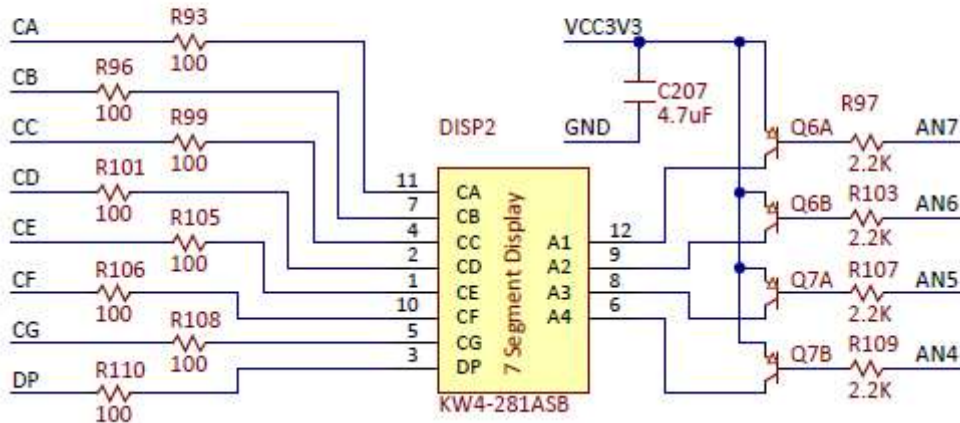 CA
R93
100
CB
R96
100
CC
R99
100
CD
R101
100
CE
R105
100
CF
R106
100
CG
R108
100
DP
R110
100
DISP2
11
7
4
2
1
10
5
3
CA
CB
CC
CD
CE
CF
CG
DP
7 Segment Display
A1
A2
A3
A4
12
9
8
6
KW4-281ASB
VCC3V3
C207
4.7uF
GND
Q6A
R97
2.2K
AN7
Q6B
R103
2.2K
AN6
Q7A
R107
2.2K
AN5
Q7B
R109
2.2K
AN4